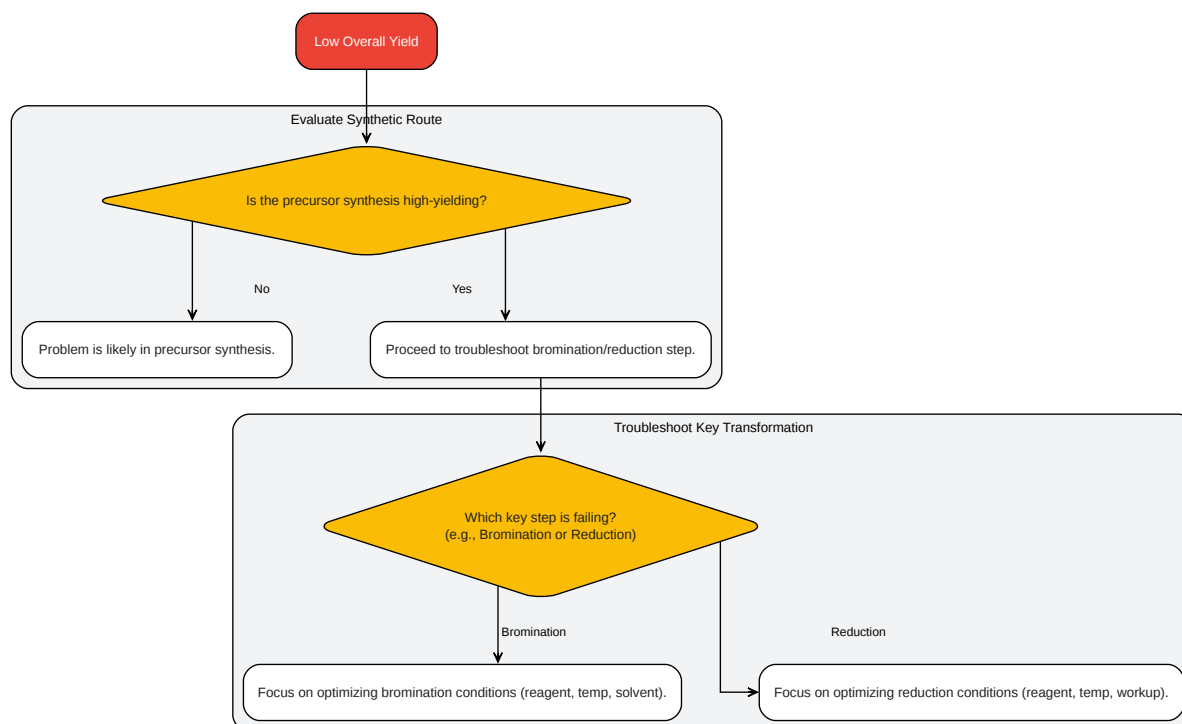 Low Overall Yield
Evaluate Synthetic Route
Is the precursor synthesis high-yielding?
No
Yes
Problem is likely in precursor synthesis.
Proceed to troubleshoot bromination/reduction step.
Troubleshoot Key Transformation
Which key step is failing?
(e.g., Bromination or Reduction)
Bromination
Reduction
Focus on optimizing bromination conditions (reagent, temp, solvent).
Focus on optimizing reduction conditions (reagent, temp, workup).